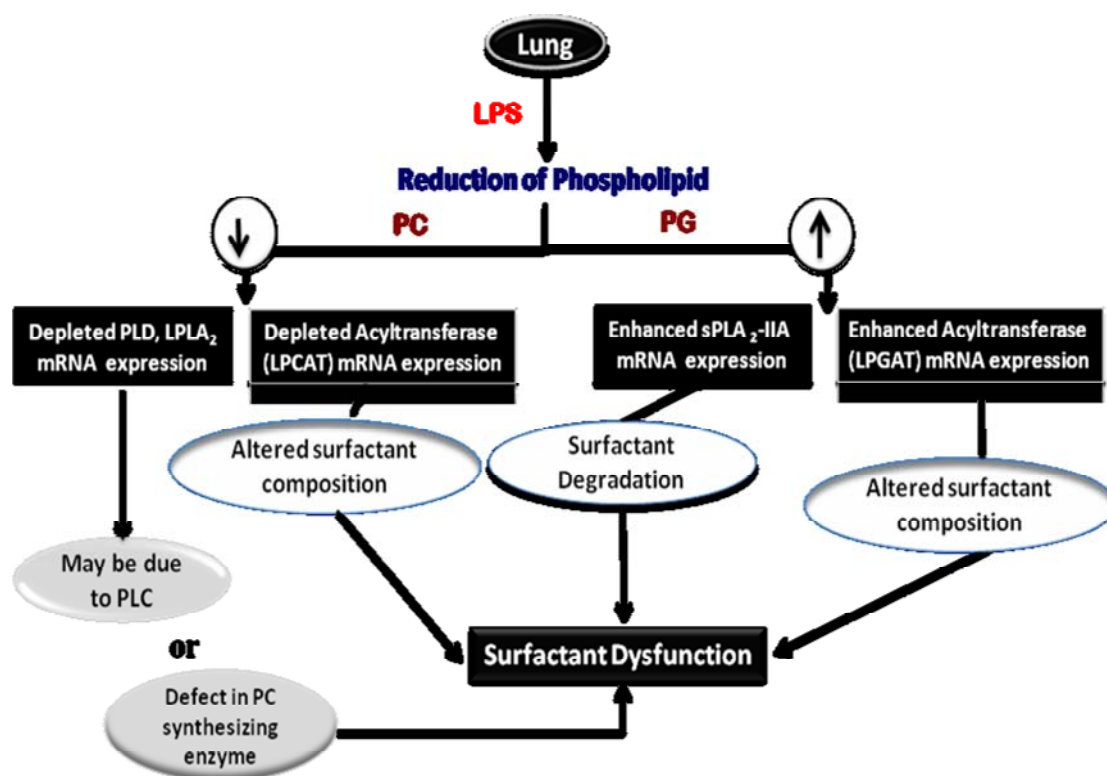 Lung
LPS
Reduction of Phospholipid
PC
PG
↓
↑
Depleted PLD, LPLA₂
mRNA expression
Depleted Acyltransferase
(LPCAT) mRNA expression
Enhanced sPLA₂-IIA
mRNA expression
Enhanced Acyltransferase
(LPGAT) mRNA expression
Altered surfactant
composition
Surfactant
Degradation
Altered surfactant
composition
May be due
to PLC
or
Surfactant Dysfunction
Defect in PC
synthesizing
enzyme